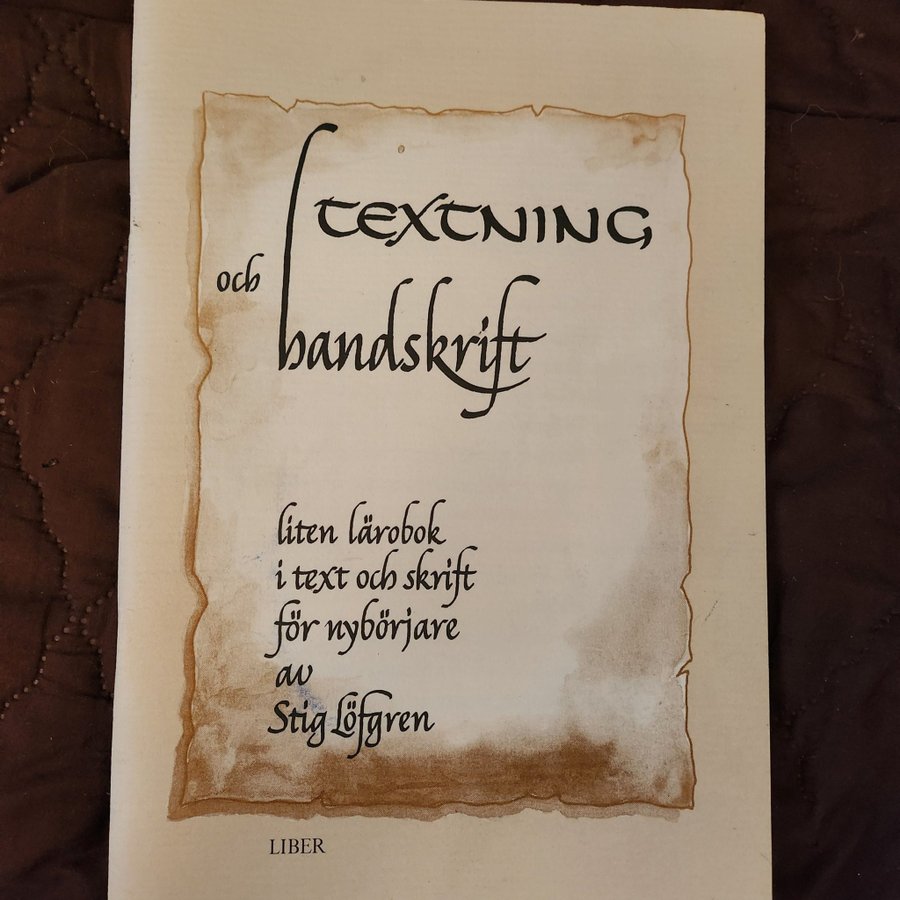 TEXTNING
och
handskrift
liten lärobok
i text och skrift
för nybörjare
av
Stig Löfgren
LIBER